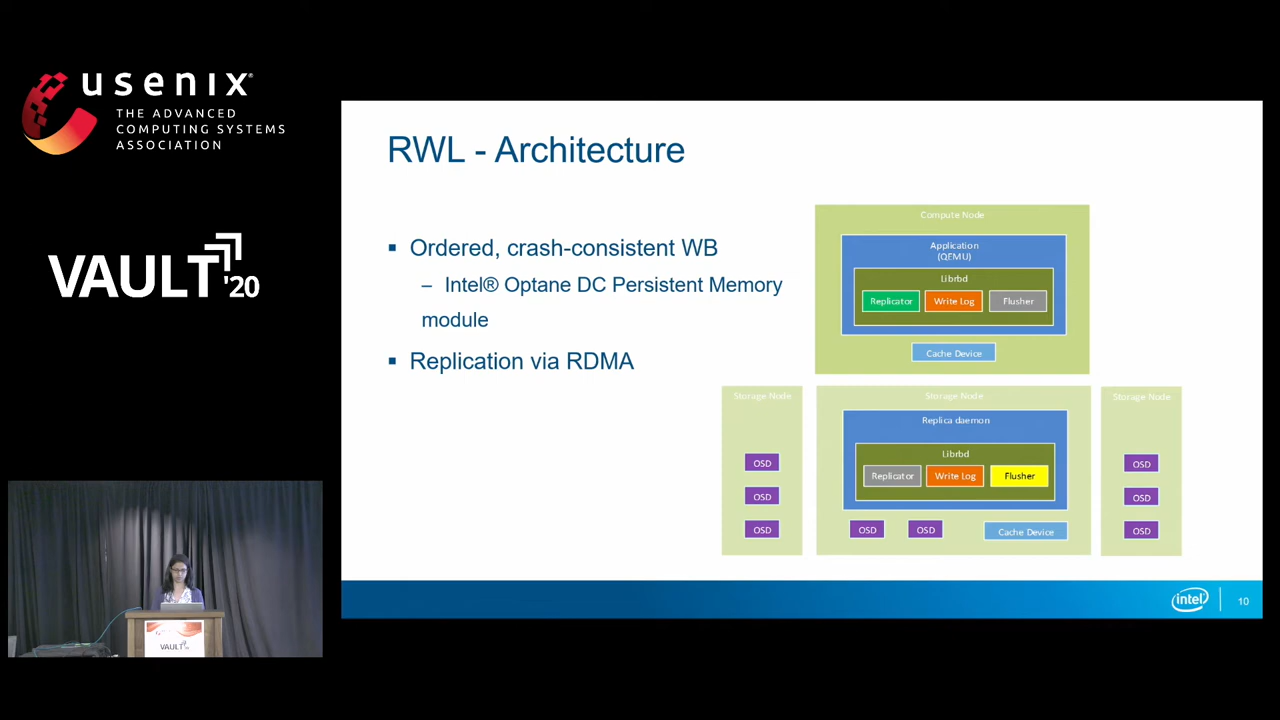 usenix®
THE ADVANCED
COMPUTING SYSTEMS
ASSOCIATION
VAULT '20
RWL - Architecture
▪ Ordered, crash-consistent WB
– Intel® Optane DC Persistent Memory
module
▪ Replication via RDMA
Compute Node
Application
(QEMU)
Librbd
Replicator Write Log Flusher
Cache Device
Storage Node
OSD
OSD
OSD
Storage Node
Replica daemon
Librbd
Replicator Write Log Flusher
OSD OSD Cache Device
Storage Node
OSD
OSD
OSD
intel 10
VAULT '20